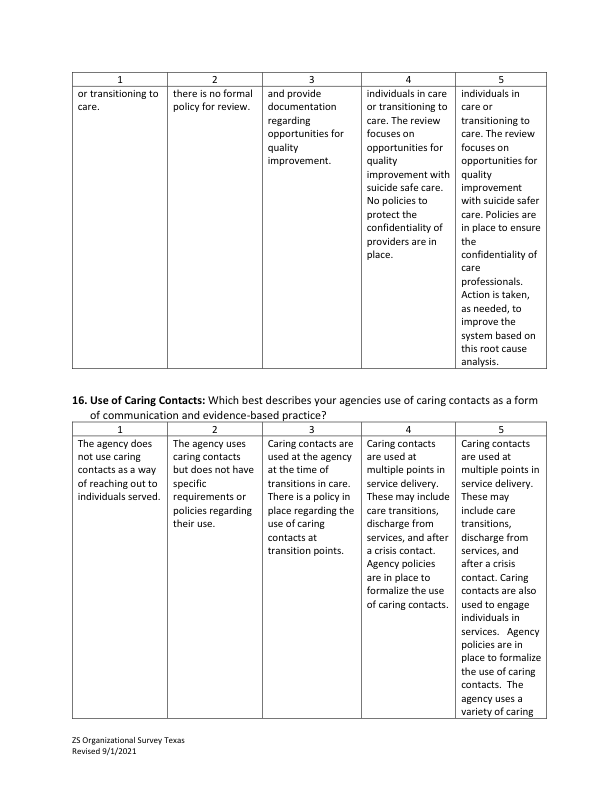 1 2 3 4 5
or transitioning to
care.
there is no formal
policy for review.
and provide
documentation
regarding
opportunities for
quality
improvement.
individuals in care
or transitioning to
care. The review
focuses on
opportunities for
quality
improvement with
suicide safe care.
No policies to
protect the
confidentiality of
providers are in
place.
individuals in
care or
transitioning to
care. The review
focuses on
opportunities for
quality
improvement
with suicide safer
care. Policies are
in place to ensure
the
confidentiality of
care
professionals.
Action is taken,
as needed, to
improve the
system based on
this root cause
analysis.
16. Use of Caring Contacts: Which best describes your agencies use of caring contacts as a form
of communication and evidence-based practice?
1 2 3 4 5
The agency does
not use caring
contacts as a way
of reaching out to
individuals served.
The agency uses
caring contacts
but does not have
specific
requirements or
policies regarding
their use.
Caring contacts are
used at the agency
at the time of
transitions in care.
There is a policy in
place regarding the
use of caring
contacts at
transition points.
Caring contacts
are used at
multiple points in
service delivery.
These may include
care transitions,
discharge from
services, and after
a crisis contact.
Agency policies
are in place to
formalize the use
of caring contacts.
Caring contacts
are used at
multiple points in
service delivery.
These may
include care
transitions,
discharge from
services, and
after a crisis
contact. Caring
contacts are also
used to engage
individuals in
services. Agency
policies are in
place to formalize
the use of caring
contacts. The
agency uses a
variety of caring
ZS Organizational Survey Texas
Revised 9/1/2021